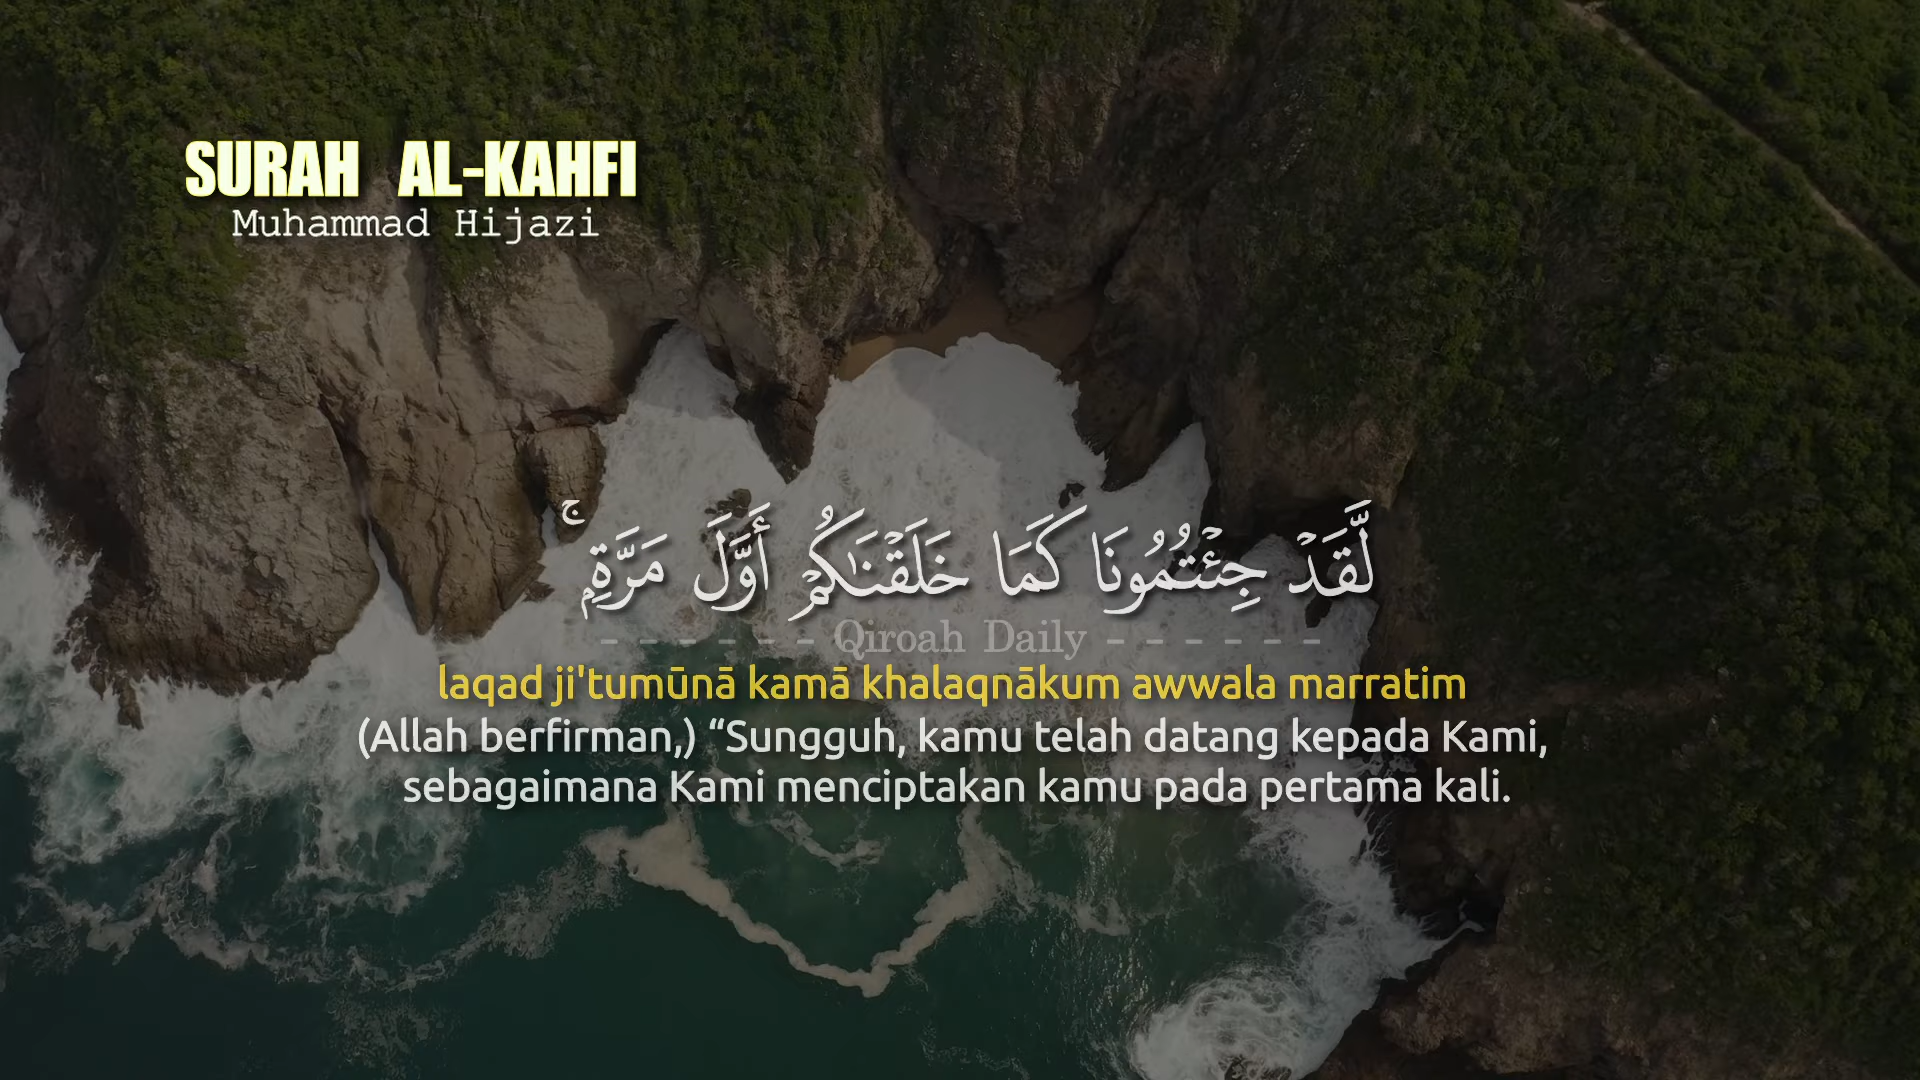 SURAH AL-KAHFI
Muhammad Hijazi
لَّقَدْ جِئْتُمُونَا كَمَا خَلَقْنَـٰكُمْ أَوَّلَ مَرَّةٍۭ ۚ
- - - - - - Qiroah Daily - - - - - -
laqad ji'tumūnā kamā khalaqnākum awwala marratim
(Allah berfirman,) “Sungguh, kamu telah datang kepada Kami,
sebagaimana Kami menciptakan kamu pada pertama kali.